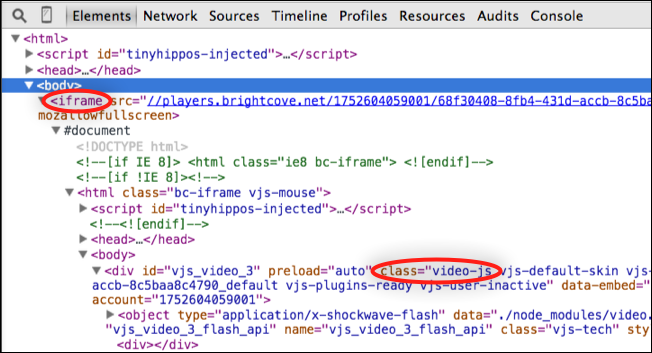 Elements Network Sources Timeline Profiles Resources Audits Console
<html>
<script id="tinyhippos-injected">…</script>
<head>…</head>
<body>
<iframe src="//players.brightcove.net/1752604059001/68f30408-8fb4-431d-accb-8c5ba
mozallowfullscreen>
#document
<!DOCTYPE html>
<!--[if IE 8]> <html class="ie8 bc-iframe"> <![endif]-->
<!--[if !IE 8]><!-->
<html class="bc-iframe vjs-mouse">
<script id="tinyhippos-injected">…</script>
<!--<![endif]-->
<head>…</head>
<body>
<div id="vjs_video_3" preload="auto" class="video-js vjs-default-skin vjs-
accb-8c5baa8c4790_default vjs-plugins-ready vjs-user-inactive" data-embed=
account="1752604059001">
<object type="application/x-shockwave-flash" data="./node_modules/video.
"vjs_video_3_flash_api" name="vjs_video_3_flash_api" class="vjs-tech" sty
<div></div>